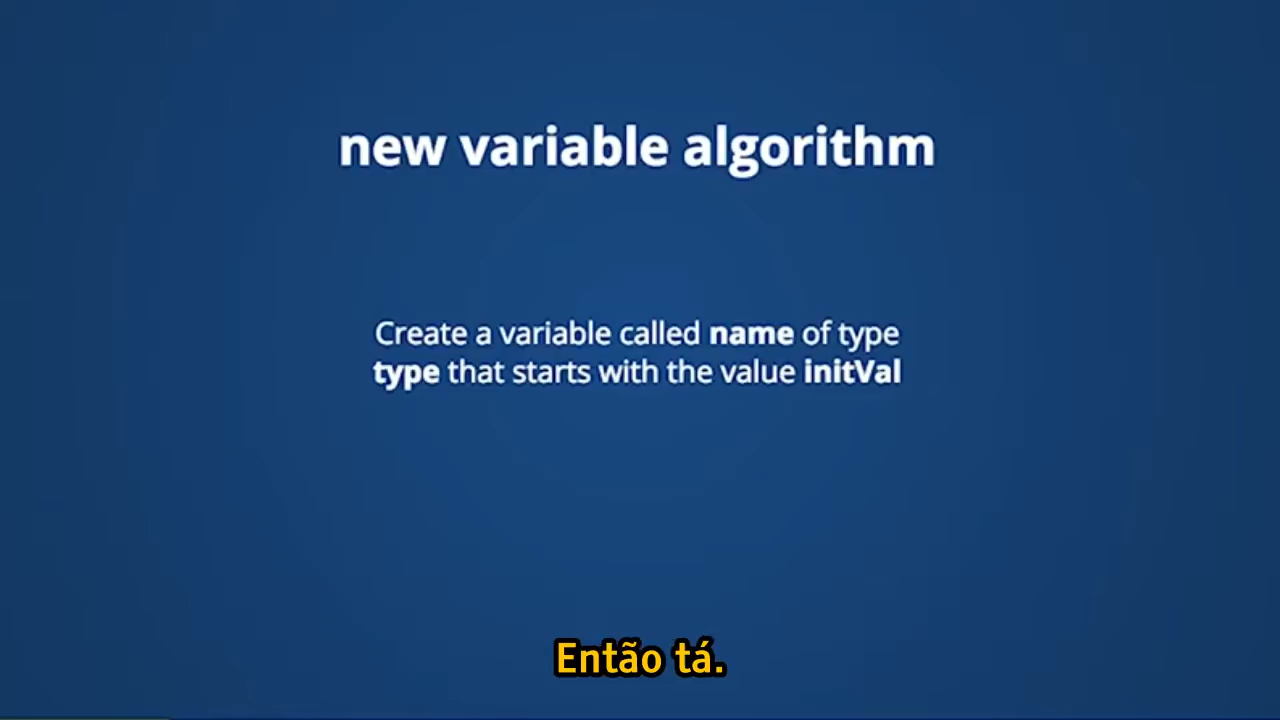 new variable algorithm
Create a variable called name of type
type that starts with the value initVal
Então tá.